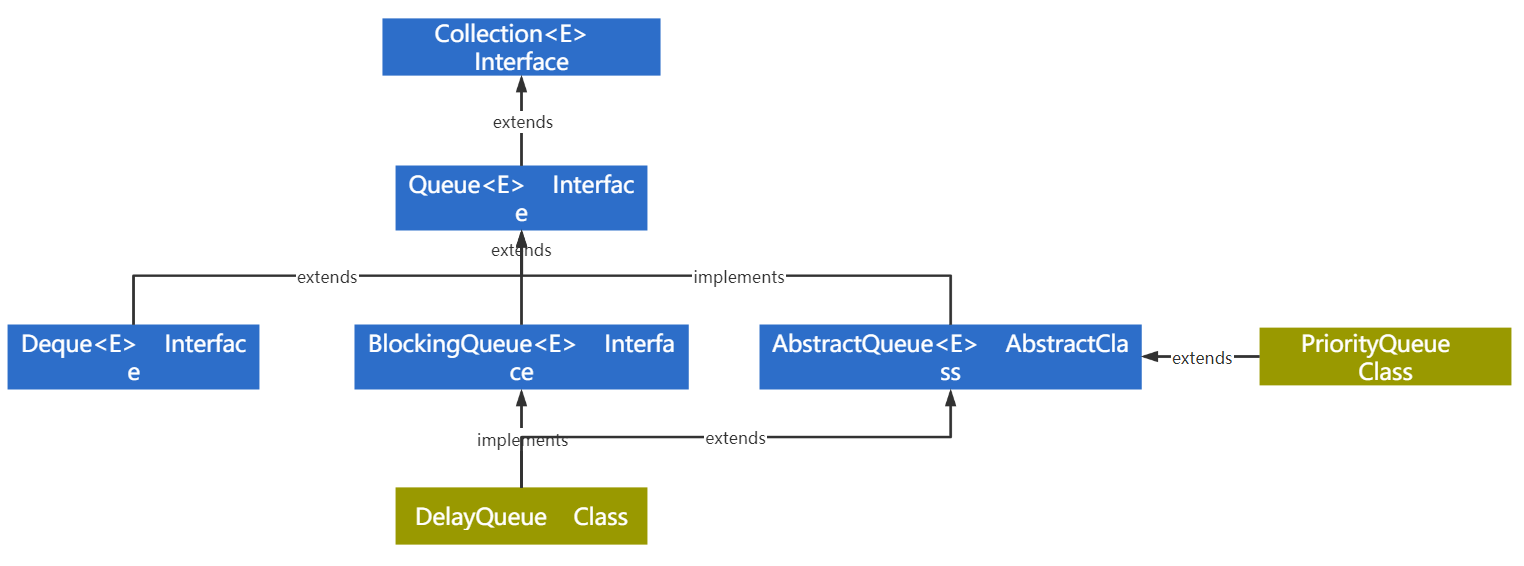 Collection<E>
Interface
extends
Queue<E> Interfac
e
extends
extends
implements
Deque<E> Interfac
e
BlockingQueue<E> Interfa
ce
AbstractQueue<E> AbstractCla
ss
extends
PriorityQueue
Class
implements
extends
DelayQueue Class